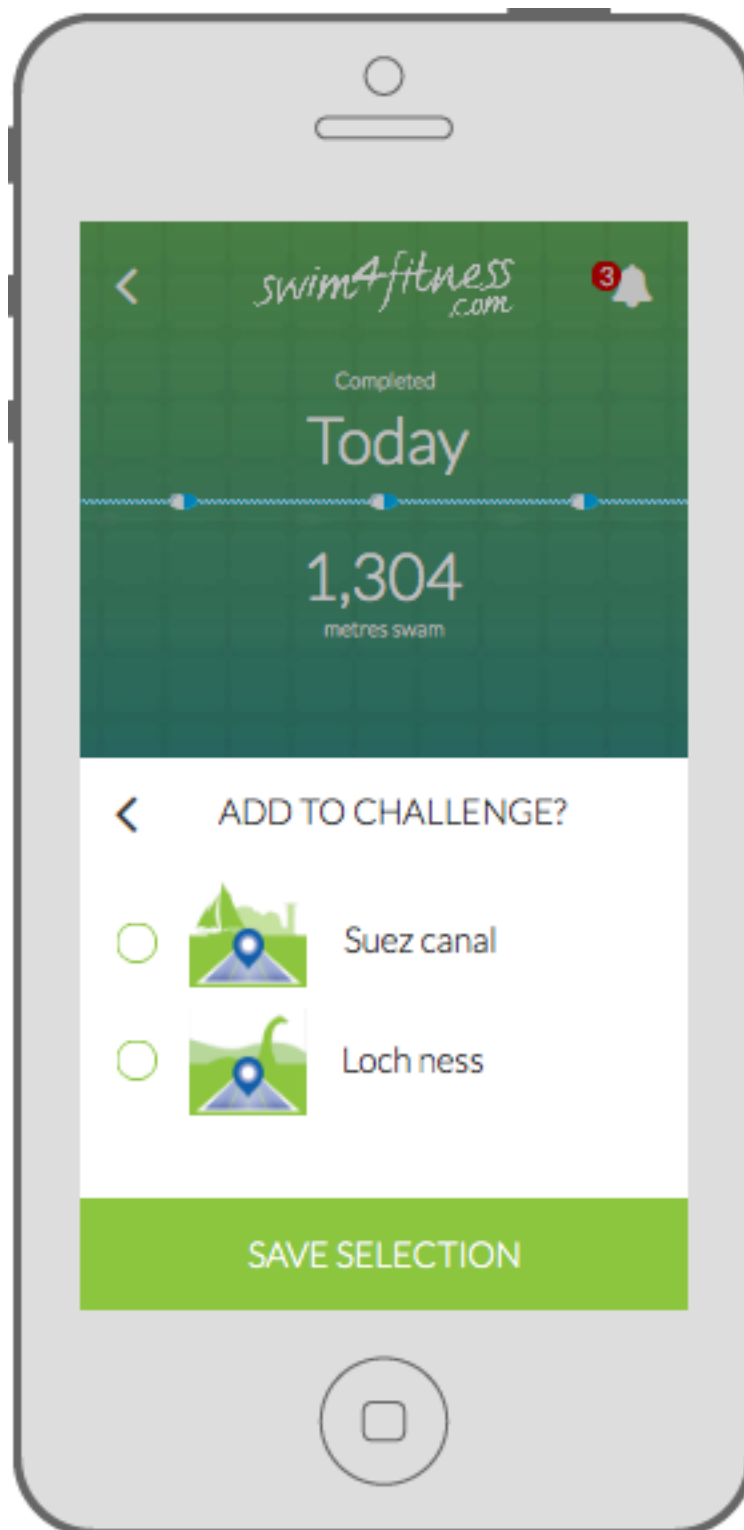 swim4fitness
.com
3
Completed
Today
1,304
metres swam
ADD TO CHALLENGE?
Suez canal
Loch ness
SAVE SELECTION